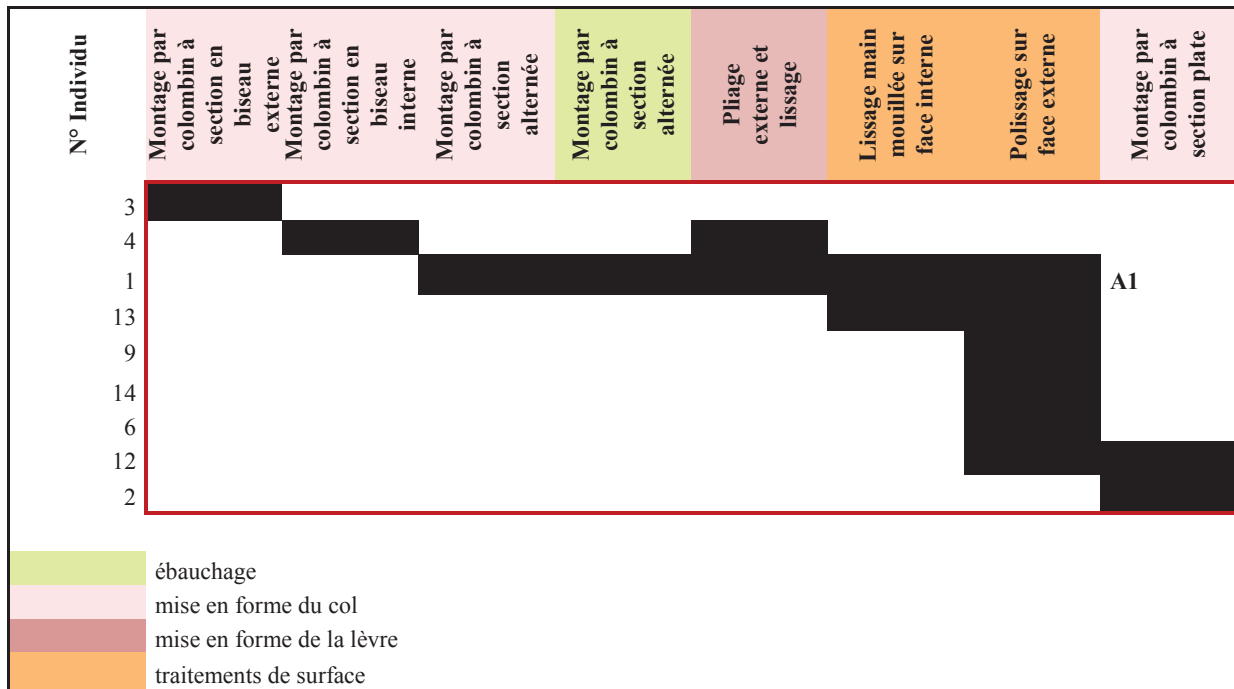 N° Individu
Montage par
colombin à
section en
biseau
externe
Montage par
colombin à
section en
biseau
interne
Montage par
colombin à
section
alternée
Montage par
colombin à
section
alternée
Pliage
externe et
lissage
Lissage main
mouillée sur
face interne
Polissage sur
face externe
Montage par
colombin à
section plate
3
4
1
A1
13
9
14
6
12
2
ébauchage
mise en forme du col
mise en forme de la lèvre
traitements de surface